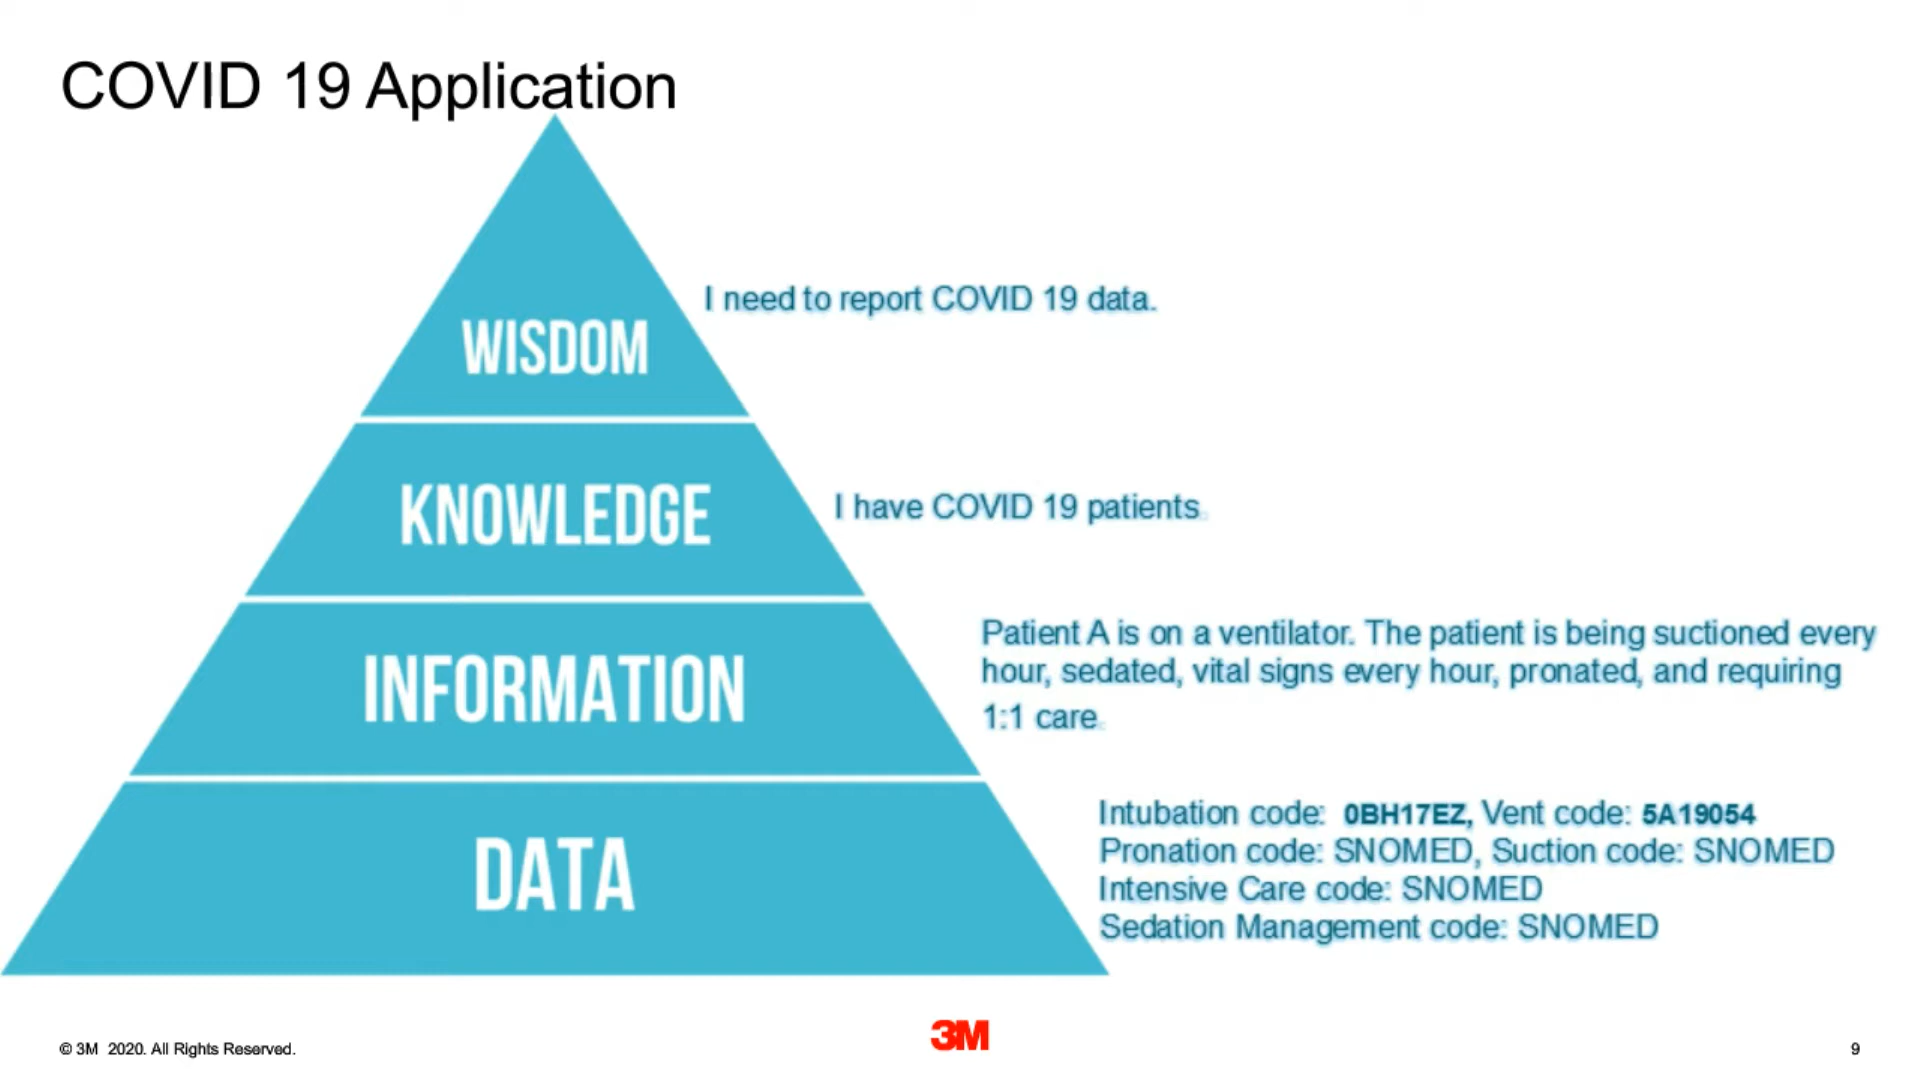 COVID 19 Application
WISDOM
I need to report COVID 19 data.
KNOWLEDGE
I have COVID 19 patients.
INFORMATION
Patient A is on a ventilator. The patient is being suctioned every
hour, sedated, vital signs every hour, pronated, and requiring
1:1 care.
DATA
Intubation code: 0BH17EZ, Vent code: 5A19054
Pronation code: SNOMED, Suction code: SNOMED
Intensive Care code: SNOMED
Sedation Management code: SNOMED
© 3M 2020. All Rights Reserved.
3M
9